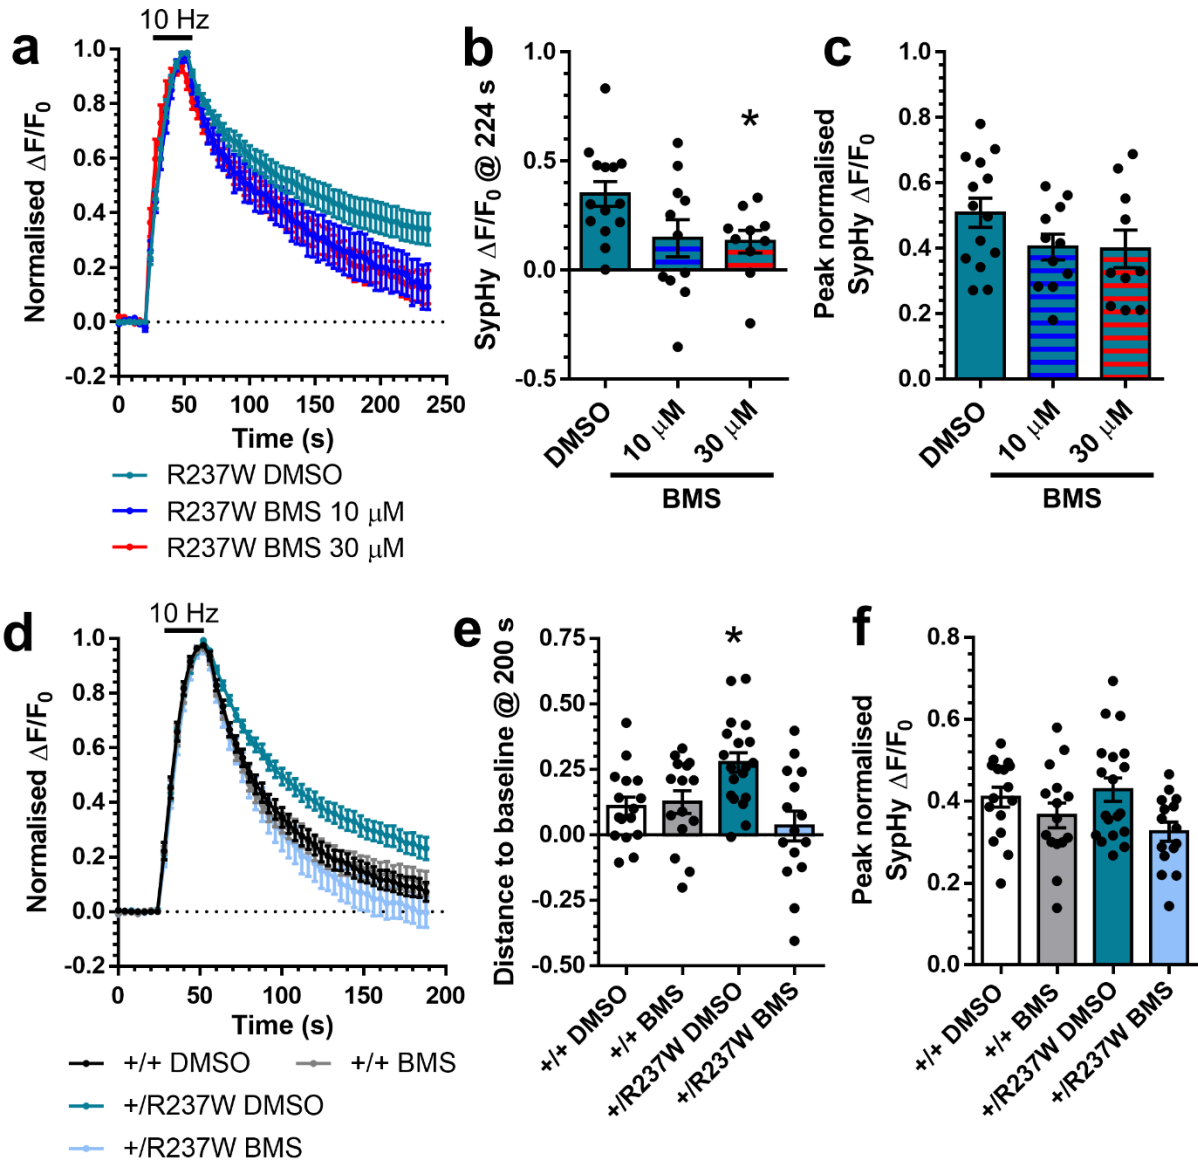 a
10 Hz
Normalised ΔF/F0
1.0
0.8
0.6
0.4
0.2
0.0
-0.2
0 50 100 150 200 250
Time (s)
R237W DMSO
R237W BMS 10 μM
R237W BMS 30 μM
b
SypHy ΔF/F0 @ 224 s
1.0
0.5
0.0
-0.5
*
DMSO
10 μM
30 μM
BMS
c
Peak normalised
SypHy ΔF/F0
1.0
0.8
0.6
0.4
0.2
0.0
DMSO
10 μM
30 μM
BMS
d
10 Hz
Normalised ΔF/F0
1.0
0.8
0.6
0.4
0.2
0.0
-0.2
0 50 100 150 200
Time (s)
+/+ DMSO +/+ BMS
+/R237W DMSO
+/R237W BMS
e
Distance to baseline @ 200 s
0.75
0.50
0.25
0.00
-0.25
-0.50
*
+/+ DMSO
+/+ BMS
+/R237W DMSO
+/R237W BMS
f
Peak normalised
SypHy ΔF/F0
0.8
0.6
0.4
0.2
0.0
+/+ DMSO
+/+ BMS
+/R237W DMSO
+/R237W BMS